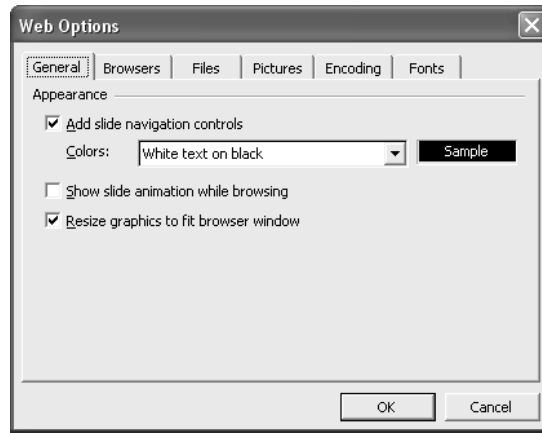 Web Options
General Browsers Files Pictures Encoding Fonts
Appearance
Add slide navigation controls
Colors: White text on black Sample
Show slide animation while browsing
Resize graphics to fit browser window
OK Cancel